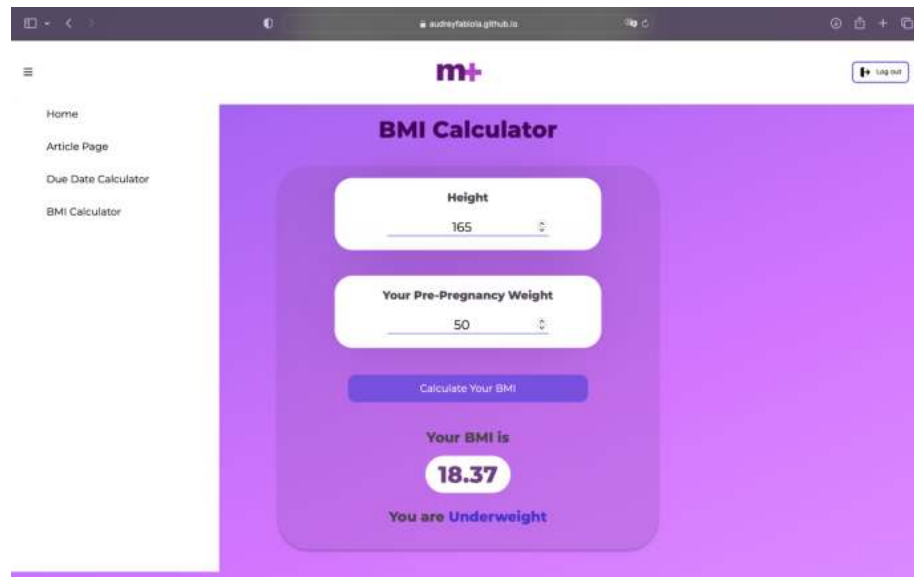 audreyfabiola.github.io
m+
Log out
Home
Article Page
Due Date Calculator
BMI Calculator
BMI Calculator
Height
165
Your Pre-Pregnancy Weight
50
Calculate Your BMI
Your BMI is
18.37
You are Underweight